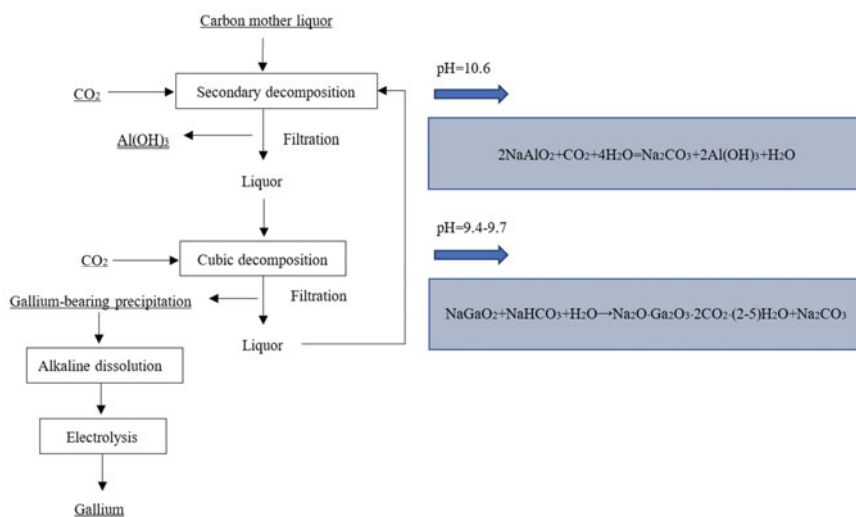 Carbon mother liquor
CO₂
Secondary decomposition
Al(OH)₃
Filtration
Liquor
CO₂
Cubic decomposition
Gallium-bearing precipitation
Filtration
Liquor
Alkaline dissolution
Electrolysis
Gallium
pH=10.6
2NaAlO₂+CO₂+4H₂O=Na₂CO₃+2Al(OH)₃+H₂O
pH=9.4-9.7
NaGaO₂+NaHCO₃+H₂O→Na₂O·Ga₂O₃·2CO₂·(2-5)H₂O+Na₂CO₃